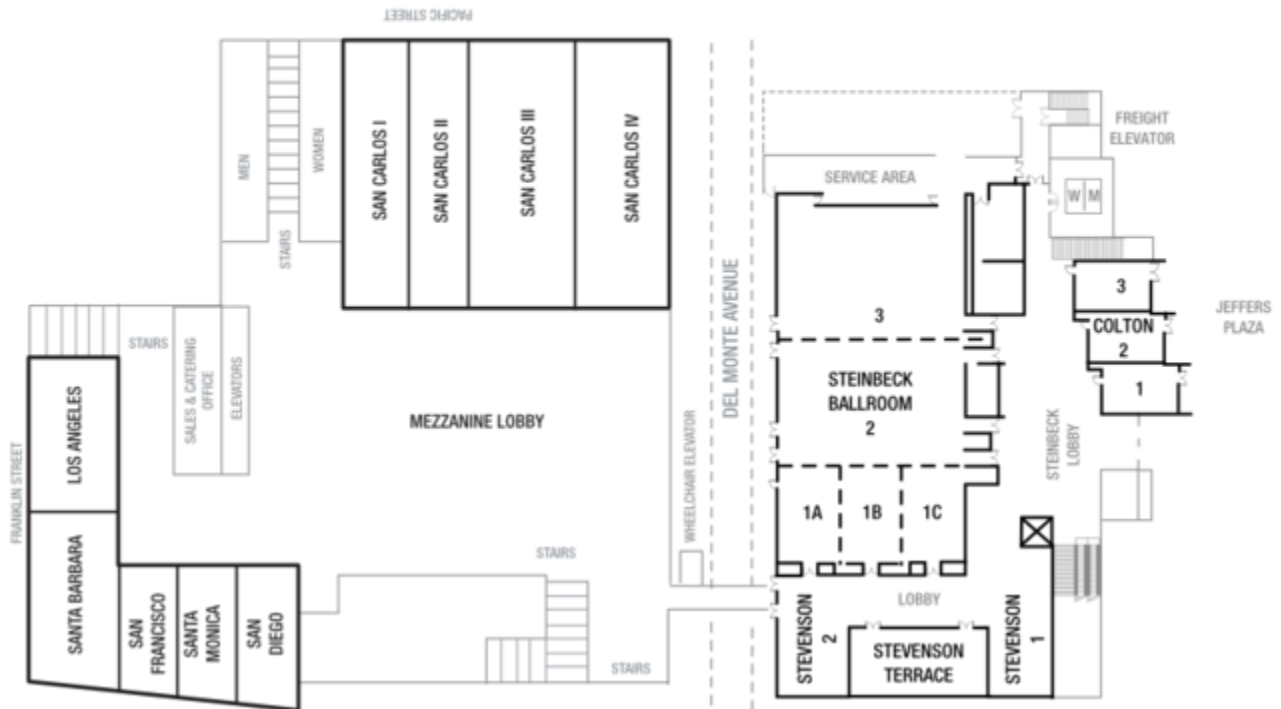 PACIFIC STREET
MEN
STAIRS
WOMEN
SAN CARLOS I
SAN CARLOS II
SAN CARLOS III
SAN CARLOS IV
FRANKLIN STREET
LOS ANGELES
SANTA BARBARA
STAIRS
SALES & CATERING
OFFICE
ELEVATORS
SAN
FRANCISCO
SANTA
MONICA
SAN
DIEGO
MEZZANINE LOBBY
STAIRS
STAIRS
WHEELCHAIR ELEVATOR
DEL MONTE AVENUE
SERVICE AREA
FREIGHT
ELEVATOR
W M
3
STEINBECK
BALLROOM
2
1A
1B
1C
3
COLTON
2
1
JEFFERS
PLAZA
STEINBECK
LOBBY
LOBBY
STEVENSON
2
STEVENSON
TERRACE
STEVENSON
1